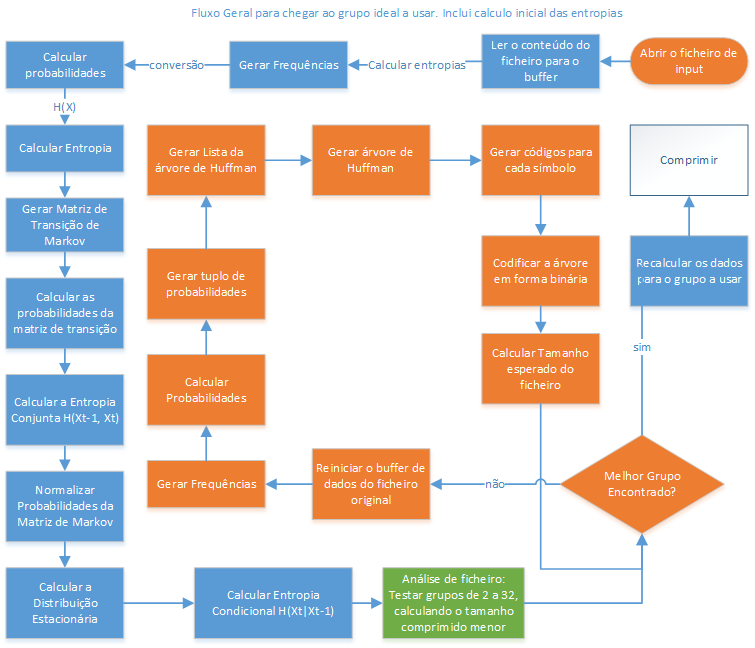 Fluxo Geral para chegar ao grupo ideal a usar. Inclui calculo inicial das entropias
Abrir o ficheiro de
input
Ler o conteúdo do
ficheiro para o
buffer
Calcular entropias
Gerar Frequências
conversão
Calcular
probabilidades
H(X)
Calcular Entropia
Gerar Matriz de
Transição de
Markov
Calcular as
probabilidades da
matriz de transição
Calcular a Entropia
Conjunta H(Xt-1, Xt)
Normalizar
Probabilidades da
Matriz de Markov
Calcular a
Distribuição
Estacionária
Calcular Entropia
Condicional H(Xt|Xt-1)
Análise de ficheiro:
Testar grupos de 2 a 32,
calculando o tamanho
comprimido menor
Melhor Grupo
Encontrado?
não
Reiniciar o buffer de
dados do ficheiro
original
Gerar Frequências
Calcular
Probabilidades
Gerar tuplo de
probabilidades
Gerar Lista da
árvore de Huffman
Gerar árvore de
Huffman
Gerar códigos para
cada símbolo
Codificar a árvore
em forma binária
Calcular Tamanho
esperado do
ficheiro
sim
Recalcular os dados
para o grupo a usar
Comprimir